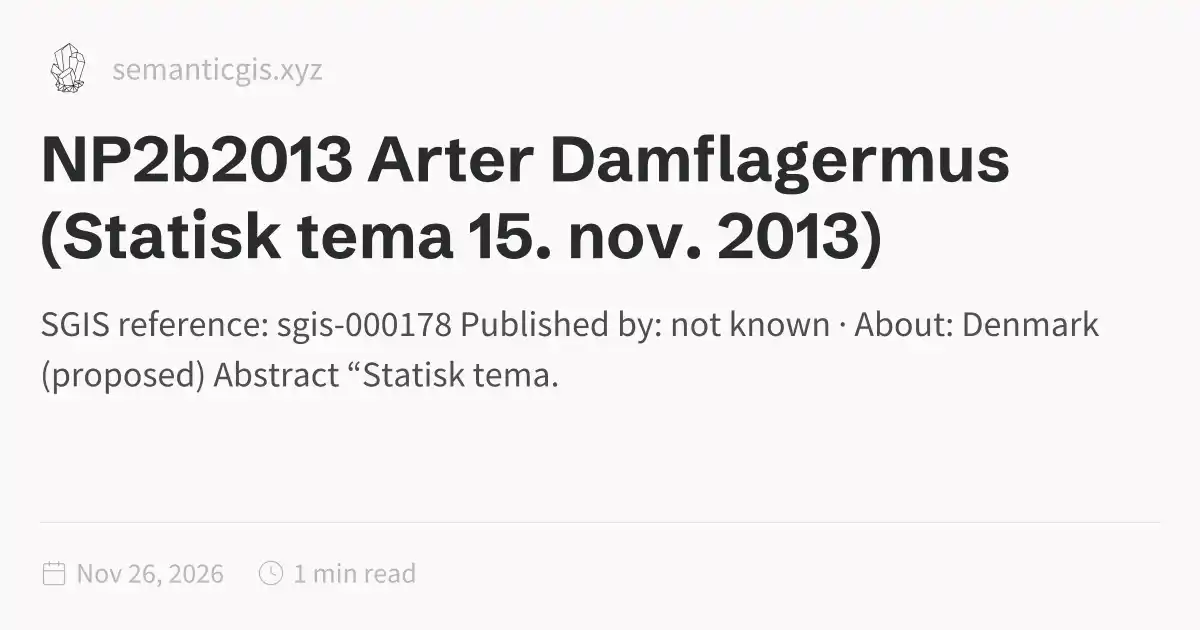 semanticgis.xyz
NP2b2013 Arter Damflagermus
(Statisk tema 15. nov. 2013)
SGIS reference: sgis-000178 Published by: not known · About: Denmark
(proposed) Abstract “Statisk tema.
Nov 26, 2026 1 min read